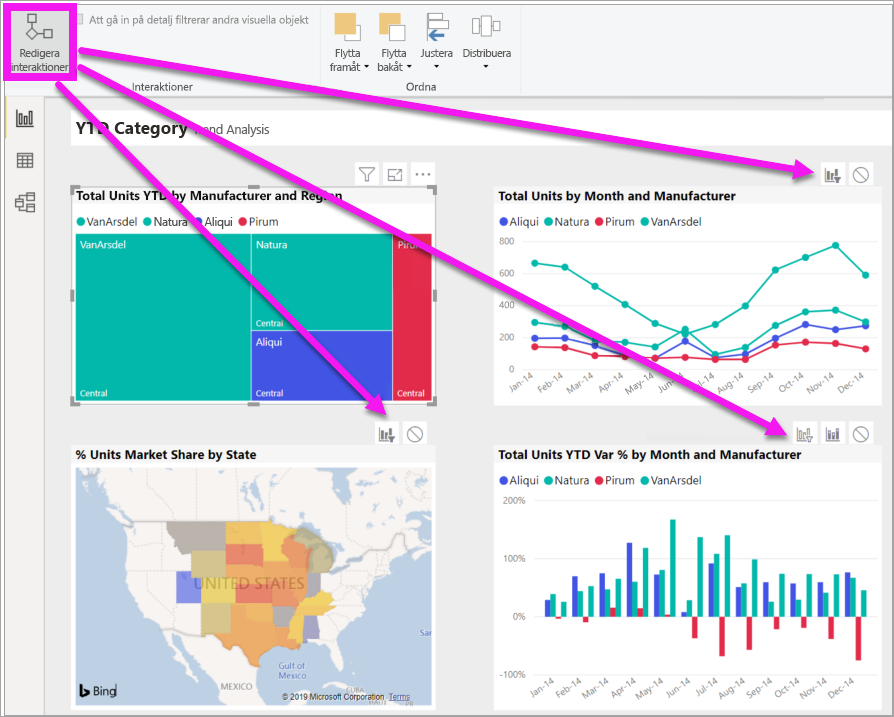 Att gå in på detalj filtrerar andra visuella objekt
Redigera
interaktioner
Flytta
framåt
Flytta
bakåt
Justera
Distribuera
Interaktioner
Ordna
YTD Category Trend Analysis
Total Units YTD by Manufacturer and Region
VanArsdel Natura Aliqui Pirum
VanArsdel
Natura
Pirum
Central
Aliqui
Central
Central
Central
Total Units by Month and Manufacturer
Aliqui Natura Pirum VanArsdel
800
600
400
200
0
Jan-14 Feb-14 Mar-14 Apr-14 May-14 Jun-14 Jul-14 Aug-14 Sep-14 Oct-14 Nov-14 Dec-14
% Units Market Share by State
UNITED STATES
Gulf of
Mexico
MEXICO
CUBA
Sar
HAITI
PR
Bing
© 2019 Microsoft Corporation Terms
Total Units YTD Var % by Month and Manufacturer
Aliqui Natura Pirum VanArsdel
200%
100%
0%
-100%
Jan-14 Feb-14 Mar-14 Apr-14 May-14 Jun-14 Jul-14 Aug-14 Sep-14 Oct-14 Nov-14 Dec-14